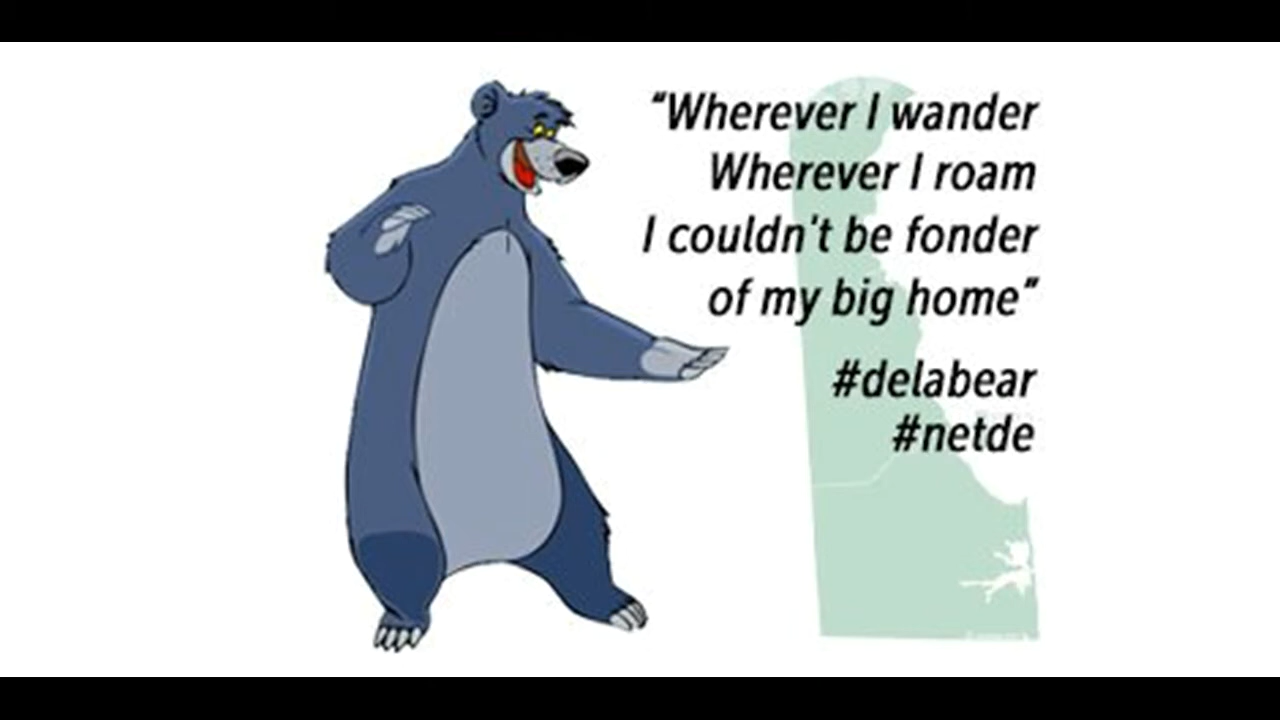 “Wherever I wander
Wherever I roam
I couldn't be fonder
of my big home”
#delabear
#netde